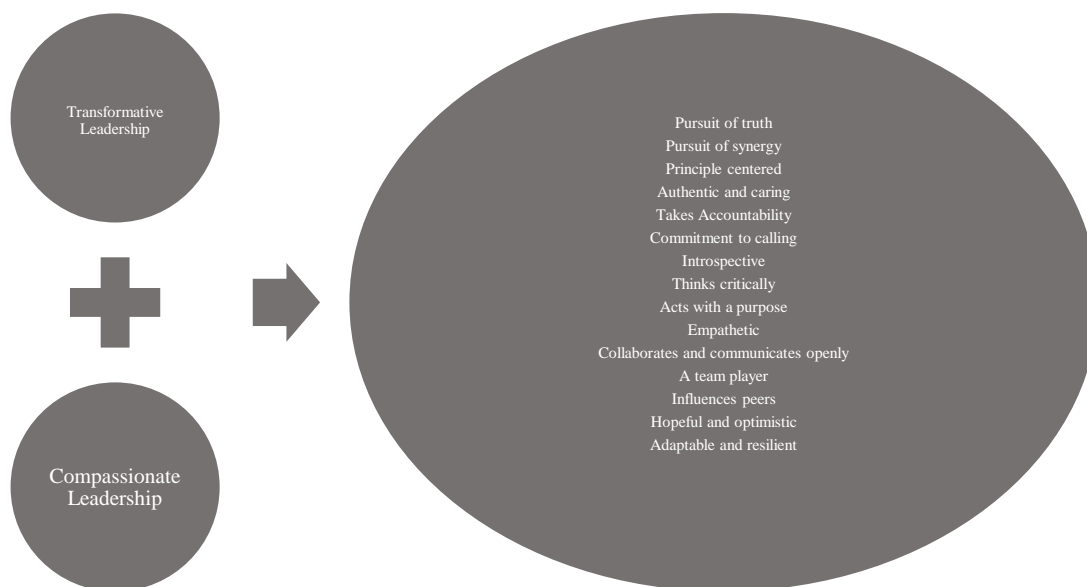 Transformative
Leadership
Compassionate
Leadership
Pursuit of truth
Pursuit of synergy
Principle centered
Authentic and caring
Takes Accountability
Commitment to calling
Introspective
Thinks critically
Acts with a purpose
Empathetic
Collaborates and communicates openly
A team player
Influences peers
Hopeful and optimistic
Adaptable and resilient